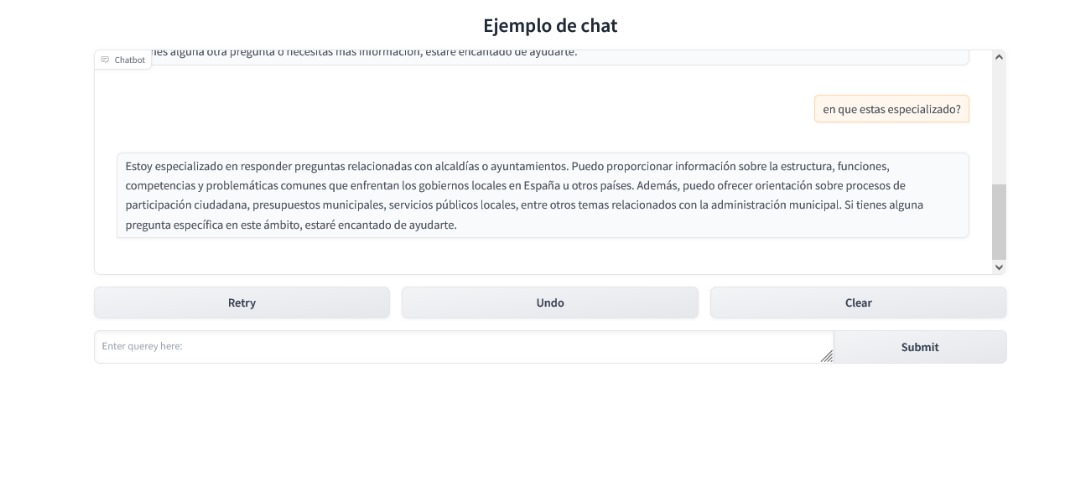 Ejemplo de chat
Chatbot
nes alguna otra pregunta o necesitas más información, estaré encantado de ayudarte.
en que estas especializado?
Estoy especializado en responder preguntas relacionadas con alcaldías o ayuntamientos. Puedo proporcionar información sobre la estructura, funciones,
competencias y problemáticas comunes que enfrentan los gobiernos locales en España u otros países. Además, puedo ofrecer orientación sobre procesos de
participación ciudadana, presupuestos municipales, servicios públicos locales, entre otros temas relacionados con la administración municipal. Si tienes alguna
pregunta específica en este ámbito, estaré encantado de ayudarte.
Retry
Undo
Clear
Enter querey here:
Submit